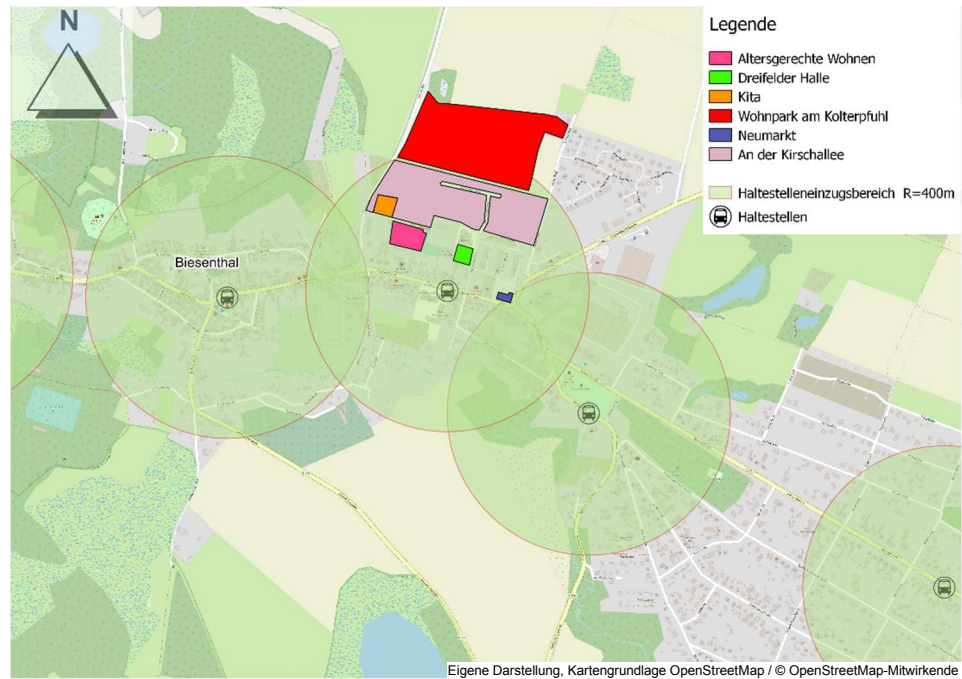 N
Legende
Altersgerechte Wohnen
Dreifelder Halle
Kita
Wohnpark am Kolterpfuhl
Neumarkt
An der Kirschallee
Haltestelleneinzugsbereich R=400m
Haltestellen
Biesenthal
Eigene Darstellung, Kartengrundlage OpenStreetMap / © OpenStreetMap-Mitwirkende